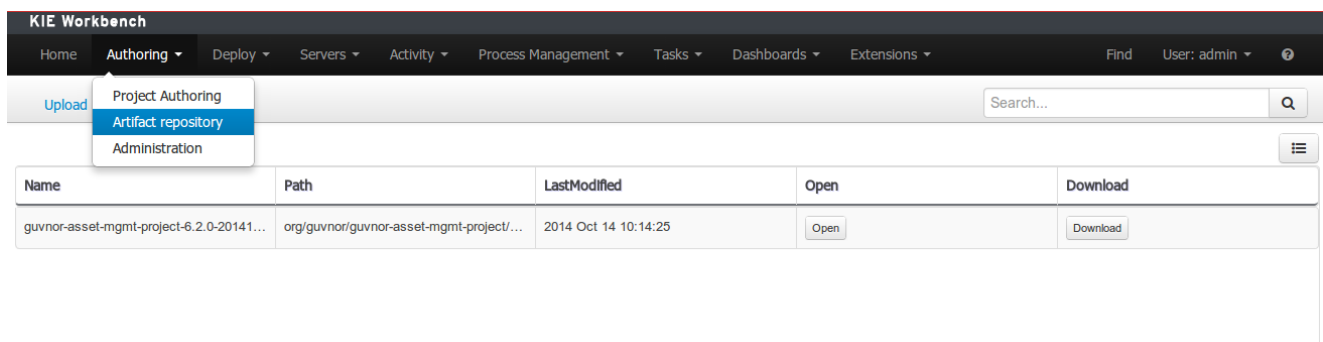 KIE Workbench
Home Authoring Deploy Servers Activity Process Management Tasks Dashboards Extensions Find User: admin
Upload
Project Authoring
Artifact repository
Administration
Search...
Name Path LastModified Open Download
guvnor-asset-mgmt-project-6.2.0-20141... org/guvnor/guvnor-asset-mgmt-project/... 2014 Oct 14 10:14:25 Open Download